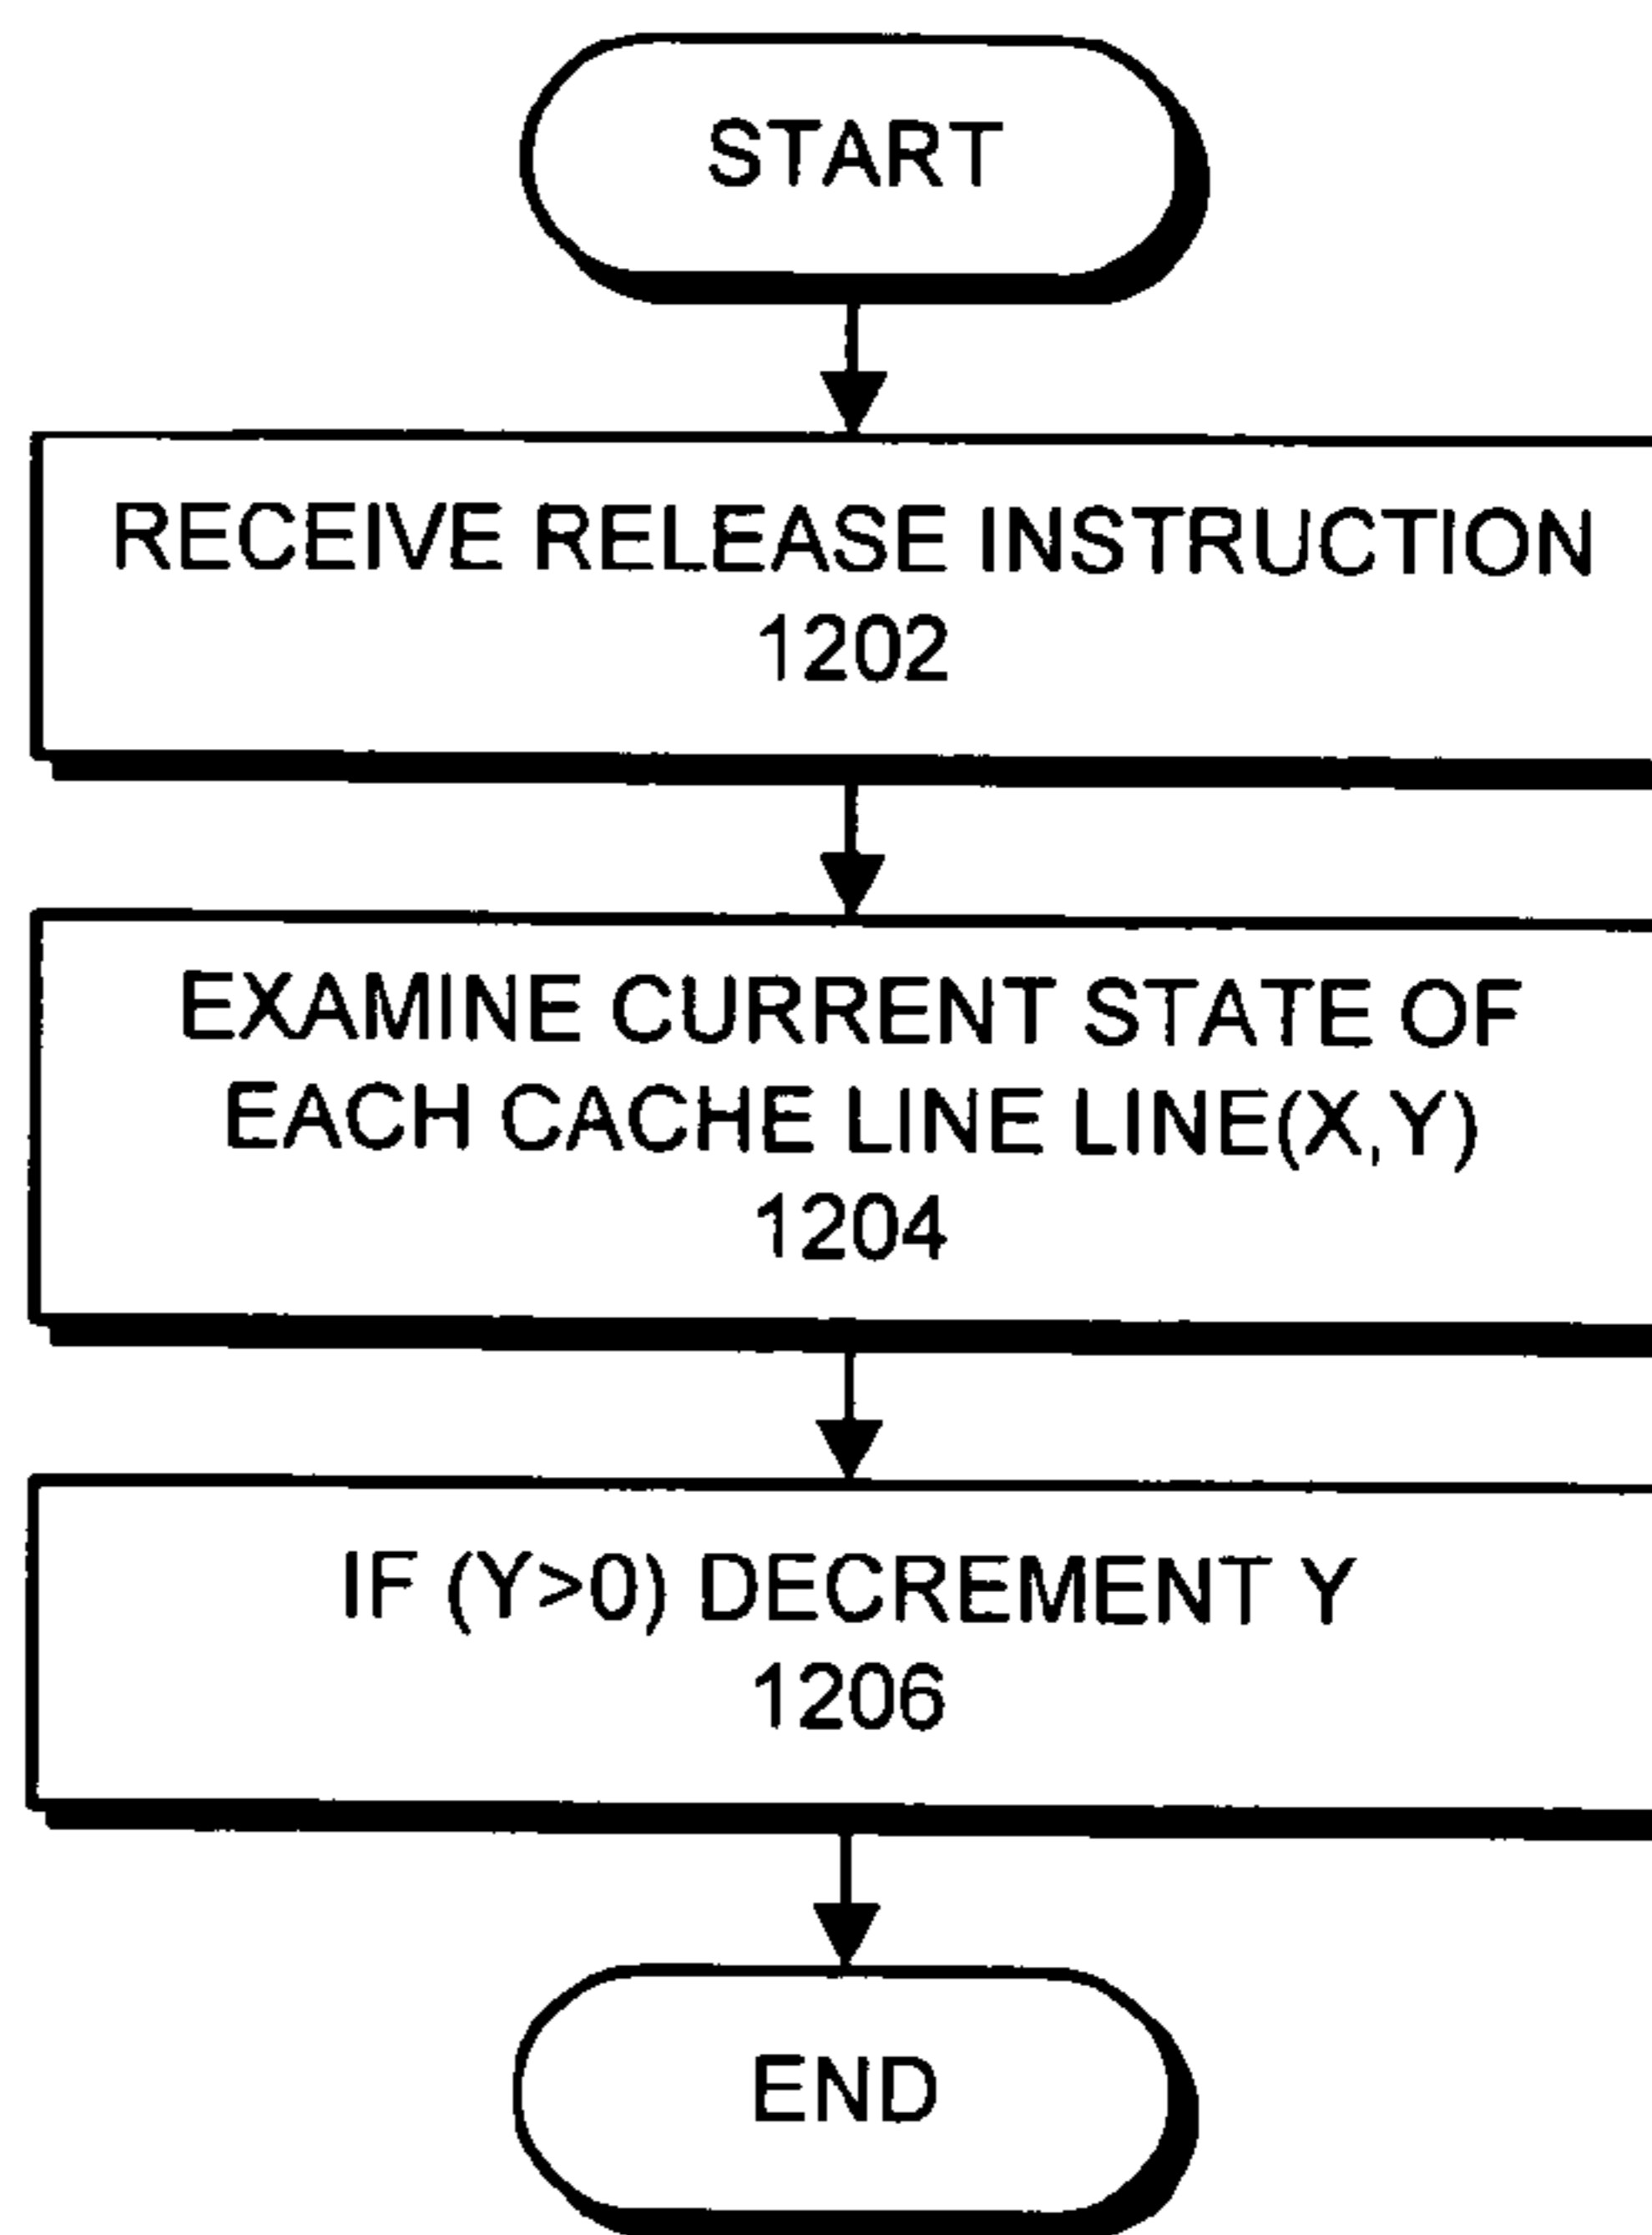 START
RECEIVE RELEASE INSTRUCTION
1202
EXAMINE CURRENT STATE OF
EACH CACHE LINE LINE(X,Y)
1204
IF (Y>0) DECREMENT Y
1206
END